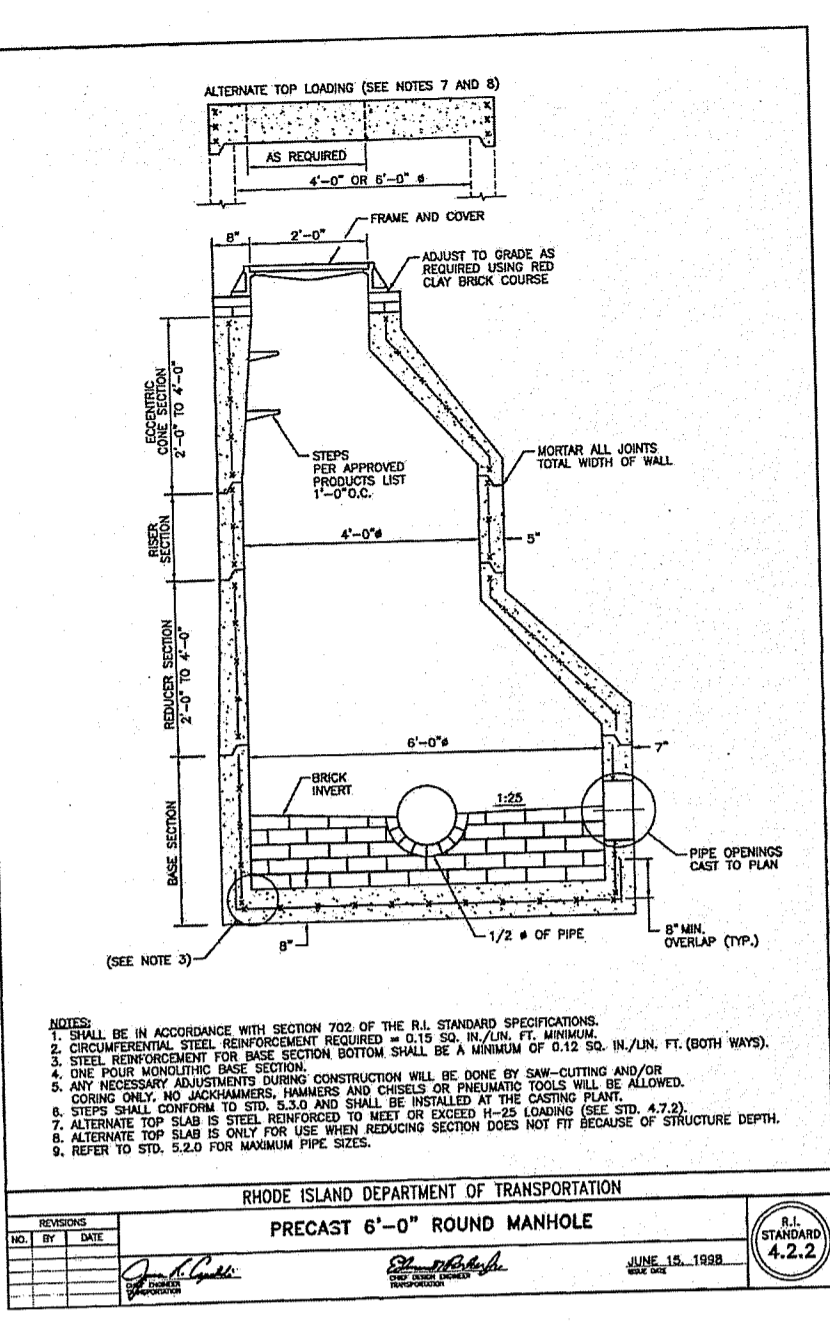 ALTERNATE TOP LOADING (SEE NOTES 7 AND 8)
AS REQUIRED
4'-0" OR 6'-0" ø
8"
2'-0"
FRAME AND COVER
ADJUST TO GRADE AS
REQUIRED USING RED
CLAY BRICK COURSE
ECCENTRIC
CONE SECTION
2'-0" TO 4'-0"
STEPS
PER APPROVED
PRODUCTS LIST
1'-0" O.C.
MORTAR ALL JOINTS
TOTAL WIDTH OF WALL
RISER
SECTION
4'-0"ø
5"
REDUCER SECTION
2'-0" TO 4'-0"
6'-0"ø
7"
BASE SECTION
BRICK
INVERT
1:25
PIPE OPENINGS
CAST TO PLAN
8" MIN.
OVERLAP (TYP.)
1/2 ø OF PIPE
8"
(SEE NOTE 3)
NOTES:
1. SHALL BE IN ACCORDANCE WITH SECTION 702 OF THE R.I. STANDARD SPECIFICATIONS.
2. CIRCUMFERENTIAL STEEL REINFORCEMENT REQUIRED = 0.15 SQ. IN./LIN. FT. MINIMUM.
3. STEEL REINFORCEMENT FOR BASE SECTION BOTTOM SHALL BE A MINIMUM OF 0.12 SQ. IN./LIN. FT. (BOTH WAYS).
4. ONE POUR MONOLITHIC BASE SECTION.
5. ANY NECESSARY ADJUSTMENTS DURING CONSTRUCTION WILL BE DONE BY SAW-CUTTING AND/OR
CORING ONLY, NO JACKHAMMERS, HAMMERS AND CHISELS OR PNEUMATIC TOOLS WILL BE ALLOWED.
6. STEPS SHALL CONFORM TO STD. 5.3.0 AND SHALL BE INSTALLED AT THE CASTING PLANT.
7. ALTERNATE TOP SLAB IS STEEL REINFORCED TO MEET OR EXCEED H-25 LOADING (SEE STD. 4.7.2).
8. ALTERNATE TOP SLAB IS ONLY FOR USE WHEN REDUCING SECTION DOES NOT FIT BECAUSE OF STRUCTURE DEPTH.
9. REFER TO STD. 5.2.0 FOR MAXIMUM PIPE SIZES.
RHODE ISLAND DEPARTMENT OF TRANSPORTATION
REVISIONS
NO. BY DATE
PRECAST 6'-0" ROUND MANHOLE
R.I.
STANDARD
4.2.2
CHIEF ENGINEER
TRANSPORTATION
CHIEF DESIGN ENGINEER
TRANSPORTATION
JUNE 15, 1998
ISSUE DATE